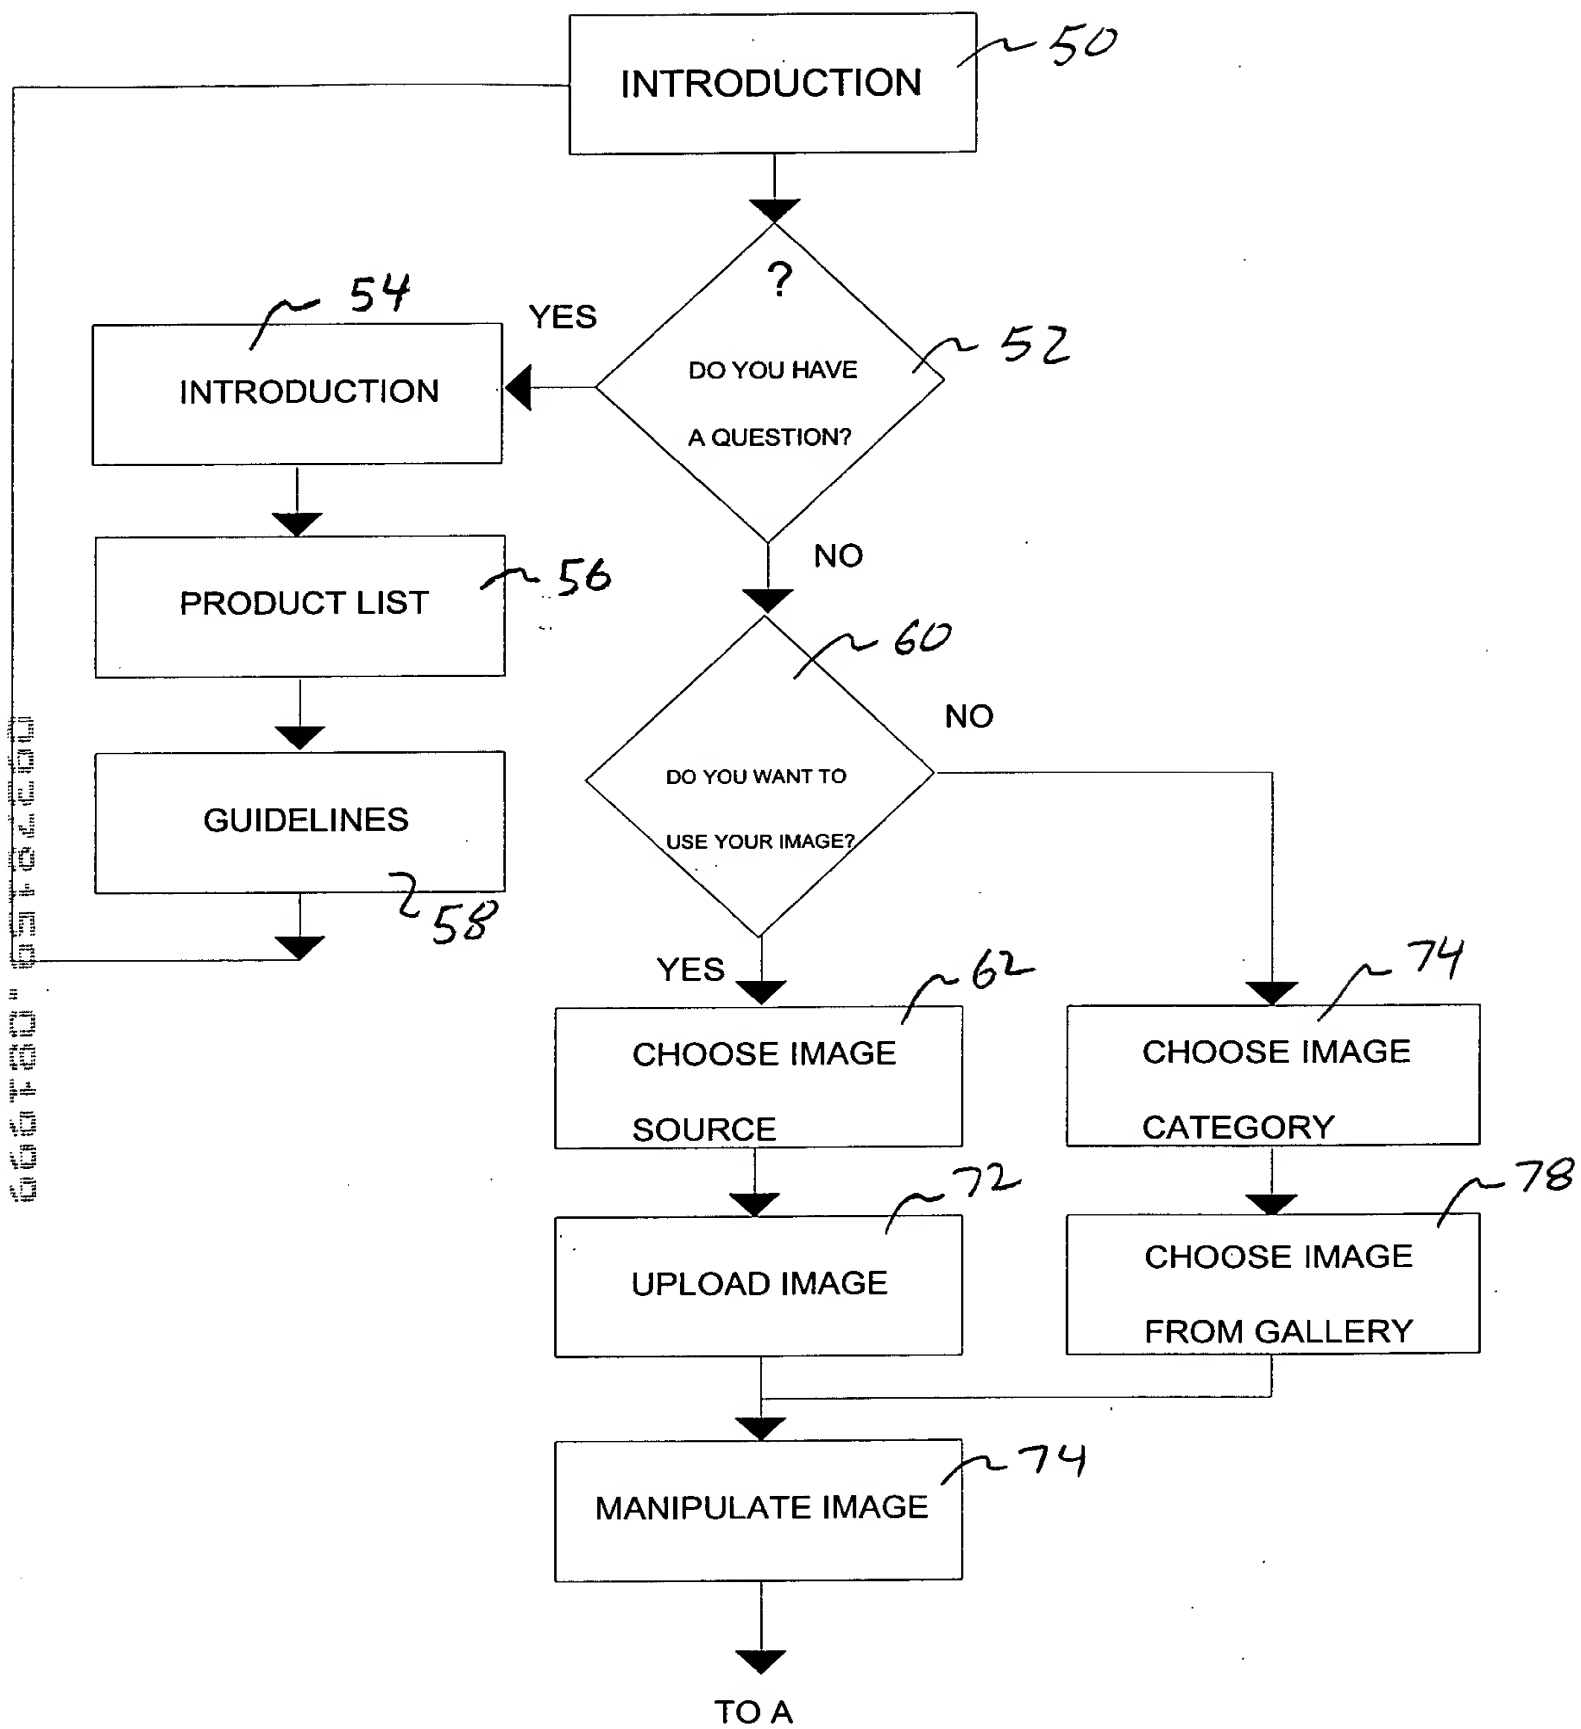 50
INTRODUCTION
?
54
YES
DO YOU HAVE
52
INTRODUCTION
A QUESTION?
NO
56
PRODUCT LIST
60
NO
DO YOU WANT TO
USE YOUR IMAGE?
GUIDELINES
58
YES
62
74
CHOOSE IMAGE
SOURCE
CHOOSE IMAGE
CATEGORY
72
78
UPLOAD IMAGE
CHOOSE IMAGE
FROM GALLERY
74
MANIPULATE IMAGE
TO A